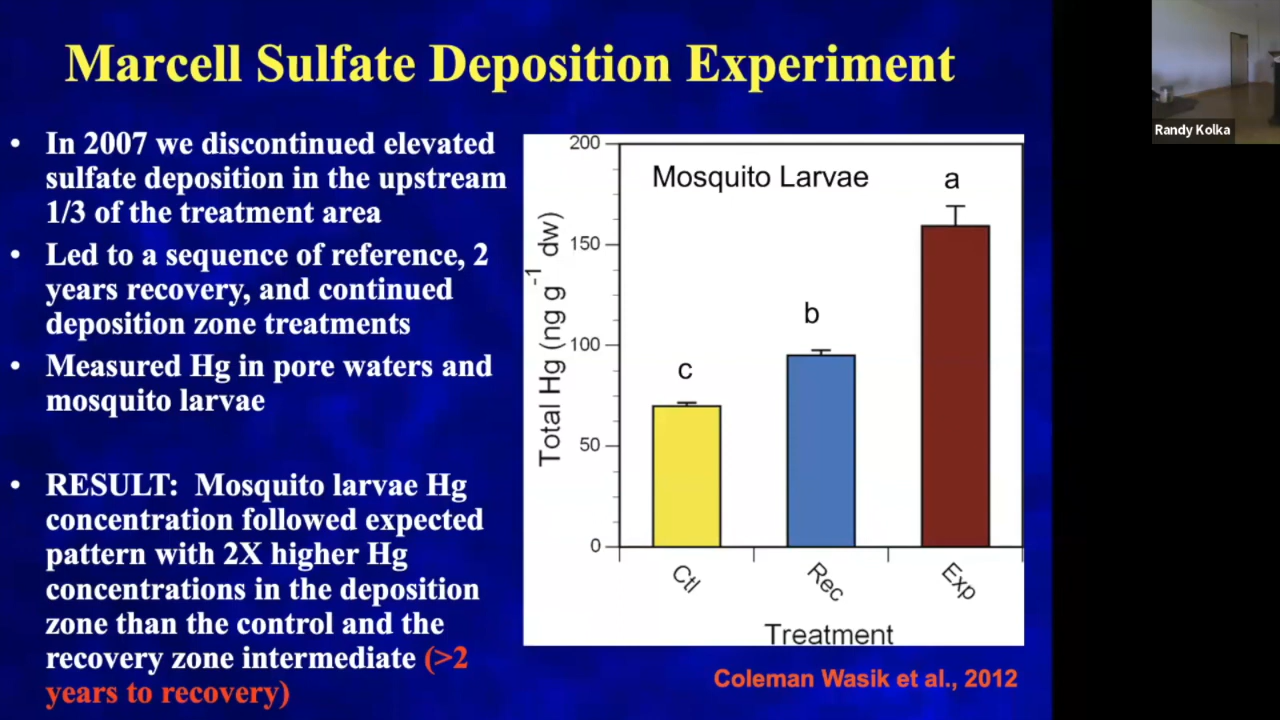 Marcell Sulfate Deposition Experiment
• In 2007 we discontinued elevated
sulfate deposition in the upstream
1/3 of the treatment area
• Led to a sequence of reference, 2
years recovery, and continued
deposition zone treatments
• Measured Hg in pore waters and
mosquito larvae
• RESULT: Mosquito larvae Hg
concentration followed expected
pattern with 2X higher Hg
concentrations in the deposition
zone than the control and the
recovery zone intermediate (>2
years to recovery)
Mosquito Larvae
Total Hg (ng g-1 dw)
200
150
100
50
0
c
b
a
Ctl
Rec
Exp
Treatment
Coleman Wasik et al., 2012
Randy Kolka